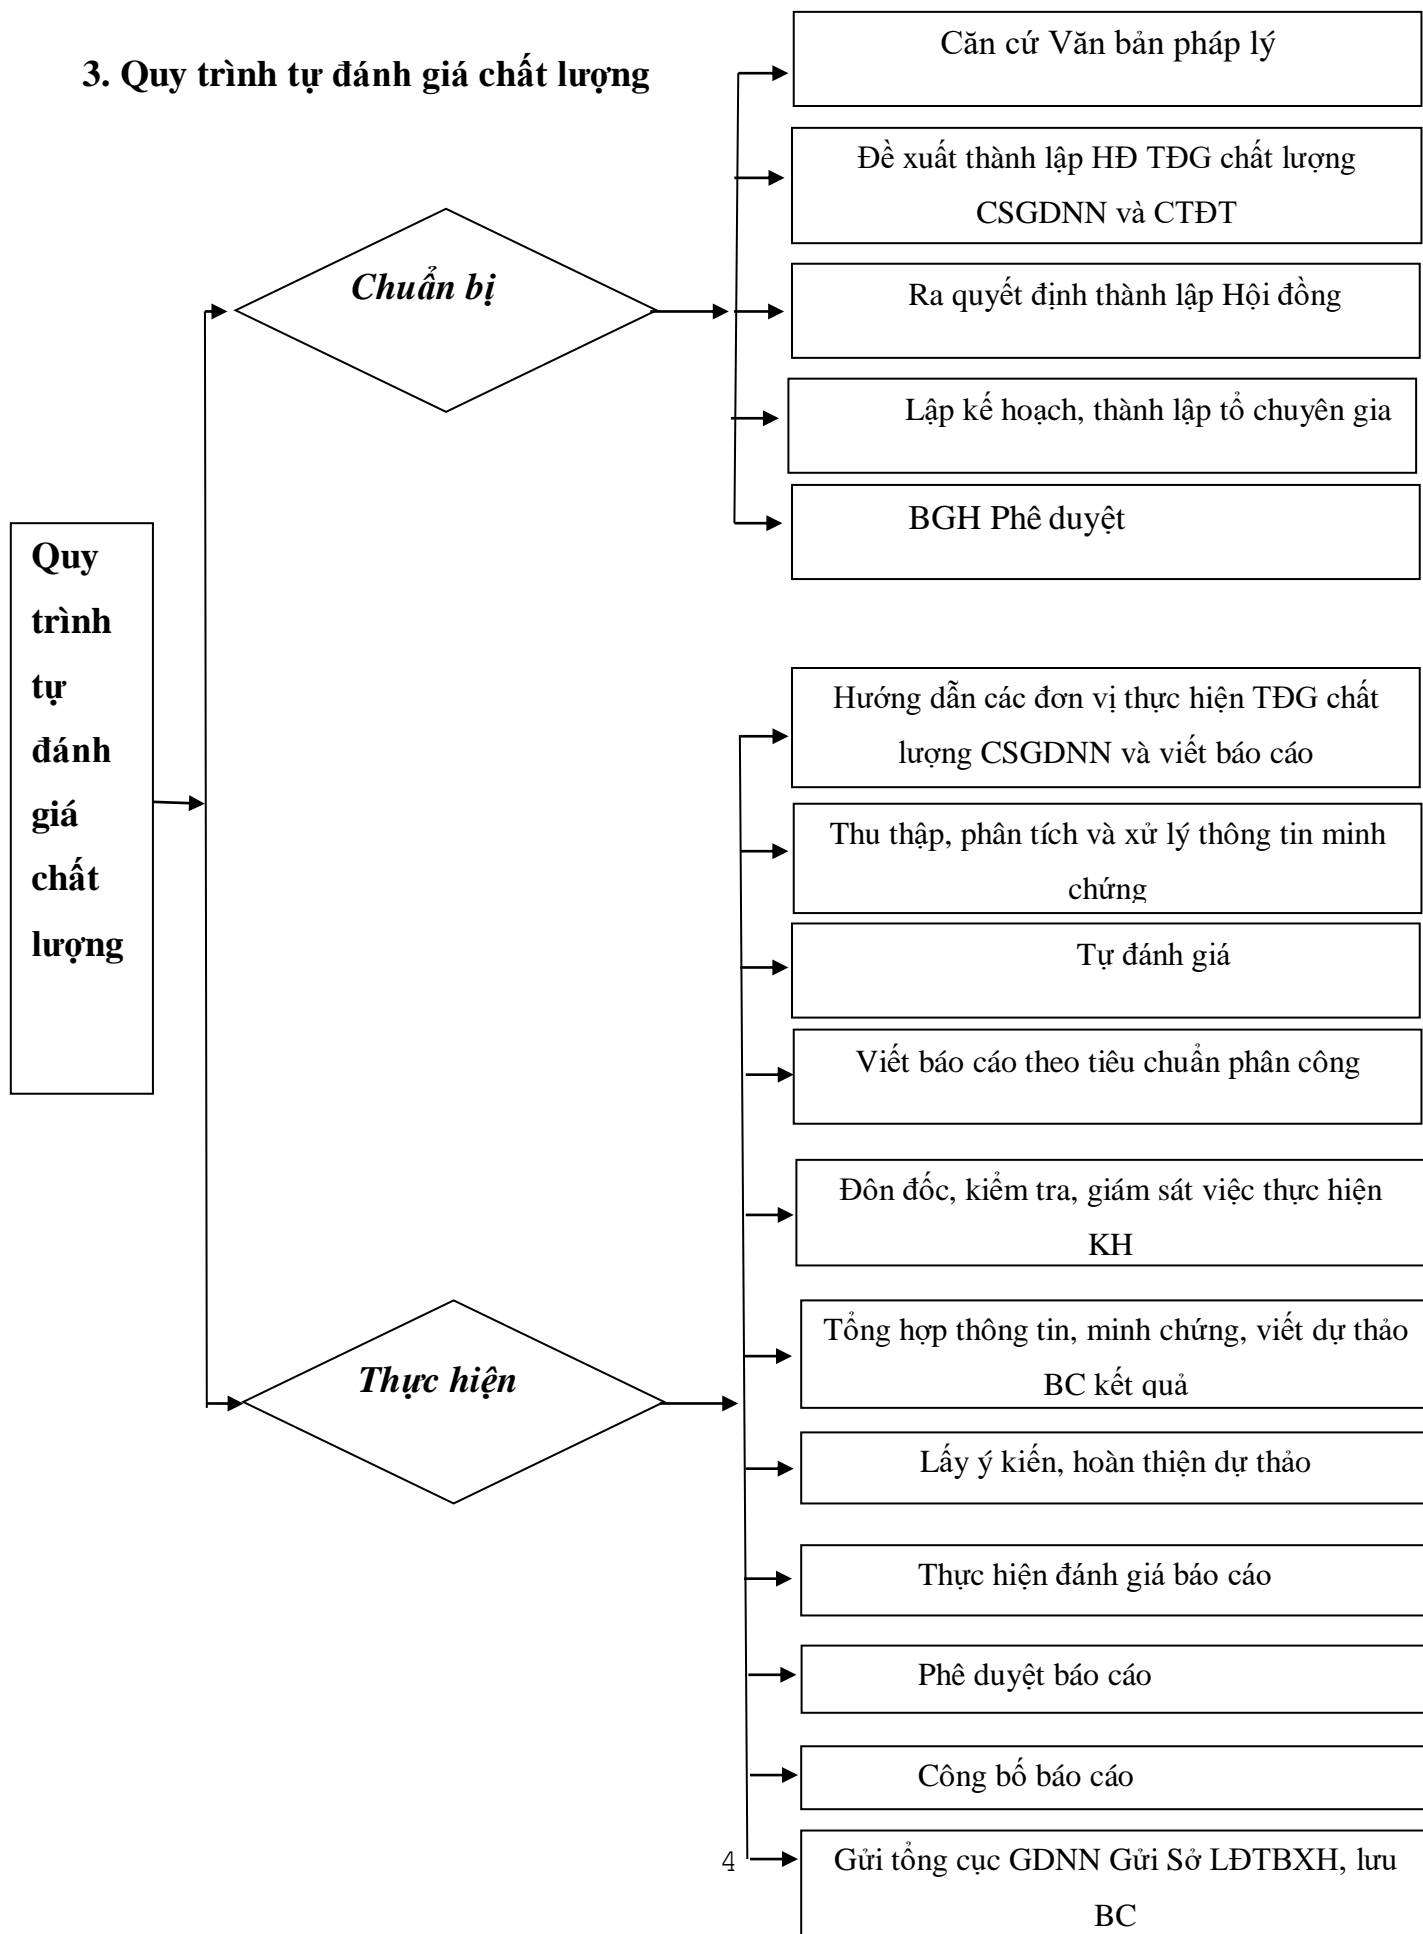 3. Quy trình tự đánh giá chất lượng
Căn cứ Văn bản pháp lý
Đề xuất thành lập HĐ TĐG chất lượng
CSGDNN và CTĐT
Chuẩn bị
Ra quyết định thành lập Hội đồng
Lập kế hoạch, thành lập tổ chuyên gia
BGH Phê duyệt
Quy
trình
tự
đánh
giá
chất
lượng
Hướng dẫn các đơn vị thực hiện TĐG chất
lượng CSGDNN và viết báo cáo
Thu thập, phân tích và xử lý thông tin minh
chứng
Tự đánh giá
Viết báo cáo theo tiêu chuẩn phân công
Đôn đốc, kiểm tra, giám sát việc thực hiện
KH
Thực hiện
Tổng hợp thông tin, minh chứng, viết dự thảo
BC kết quả
Lấy ý kiến, hoàn thiện dự thảo
Thực hiện đánh giá báo cáo
Phê duyệt báo cáo
Công bố báo cáo
Gửi tổng cục GDNN Gửi Sở LĐTBXH, lưu
BC
4